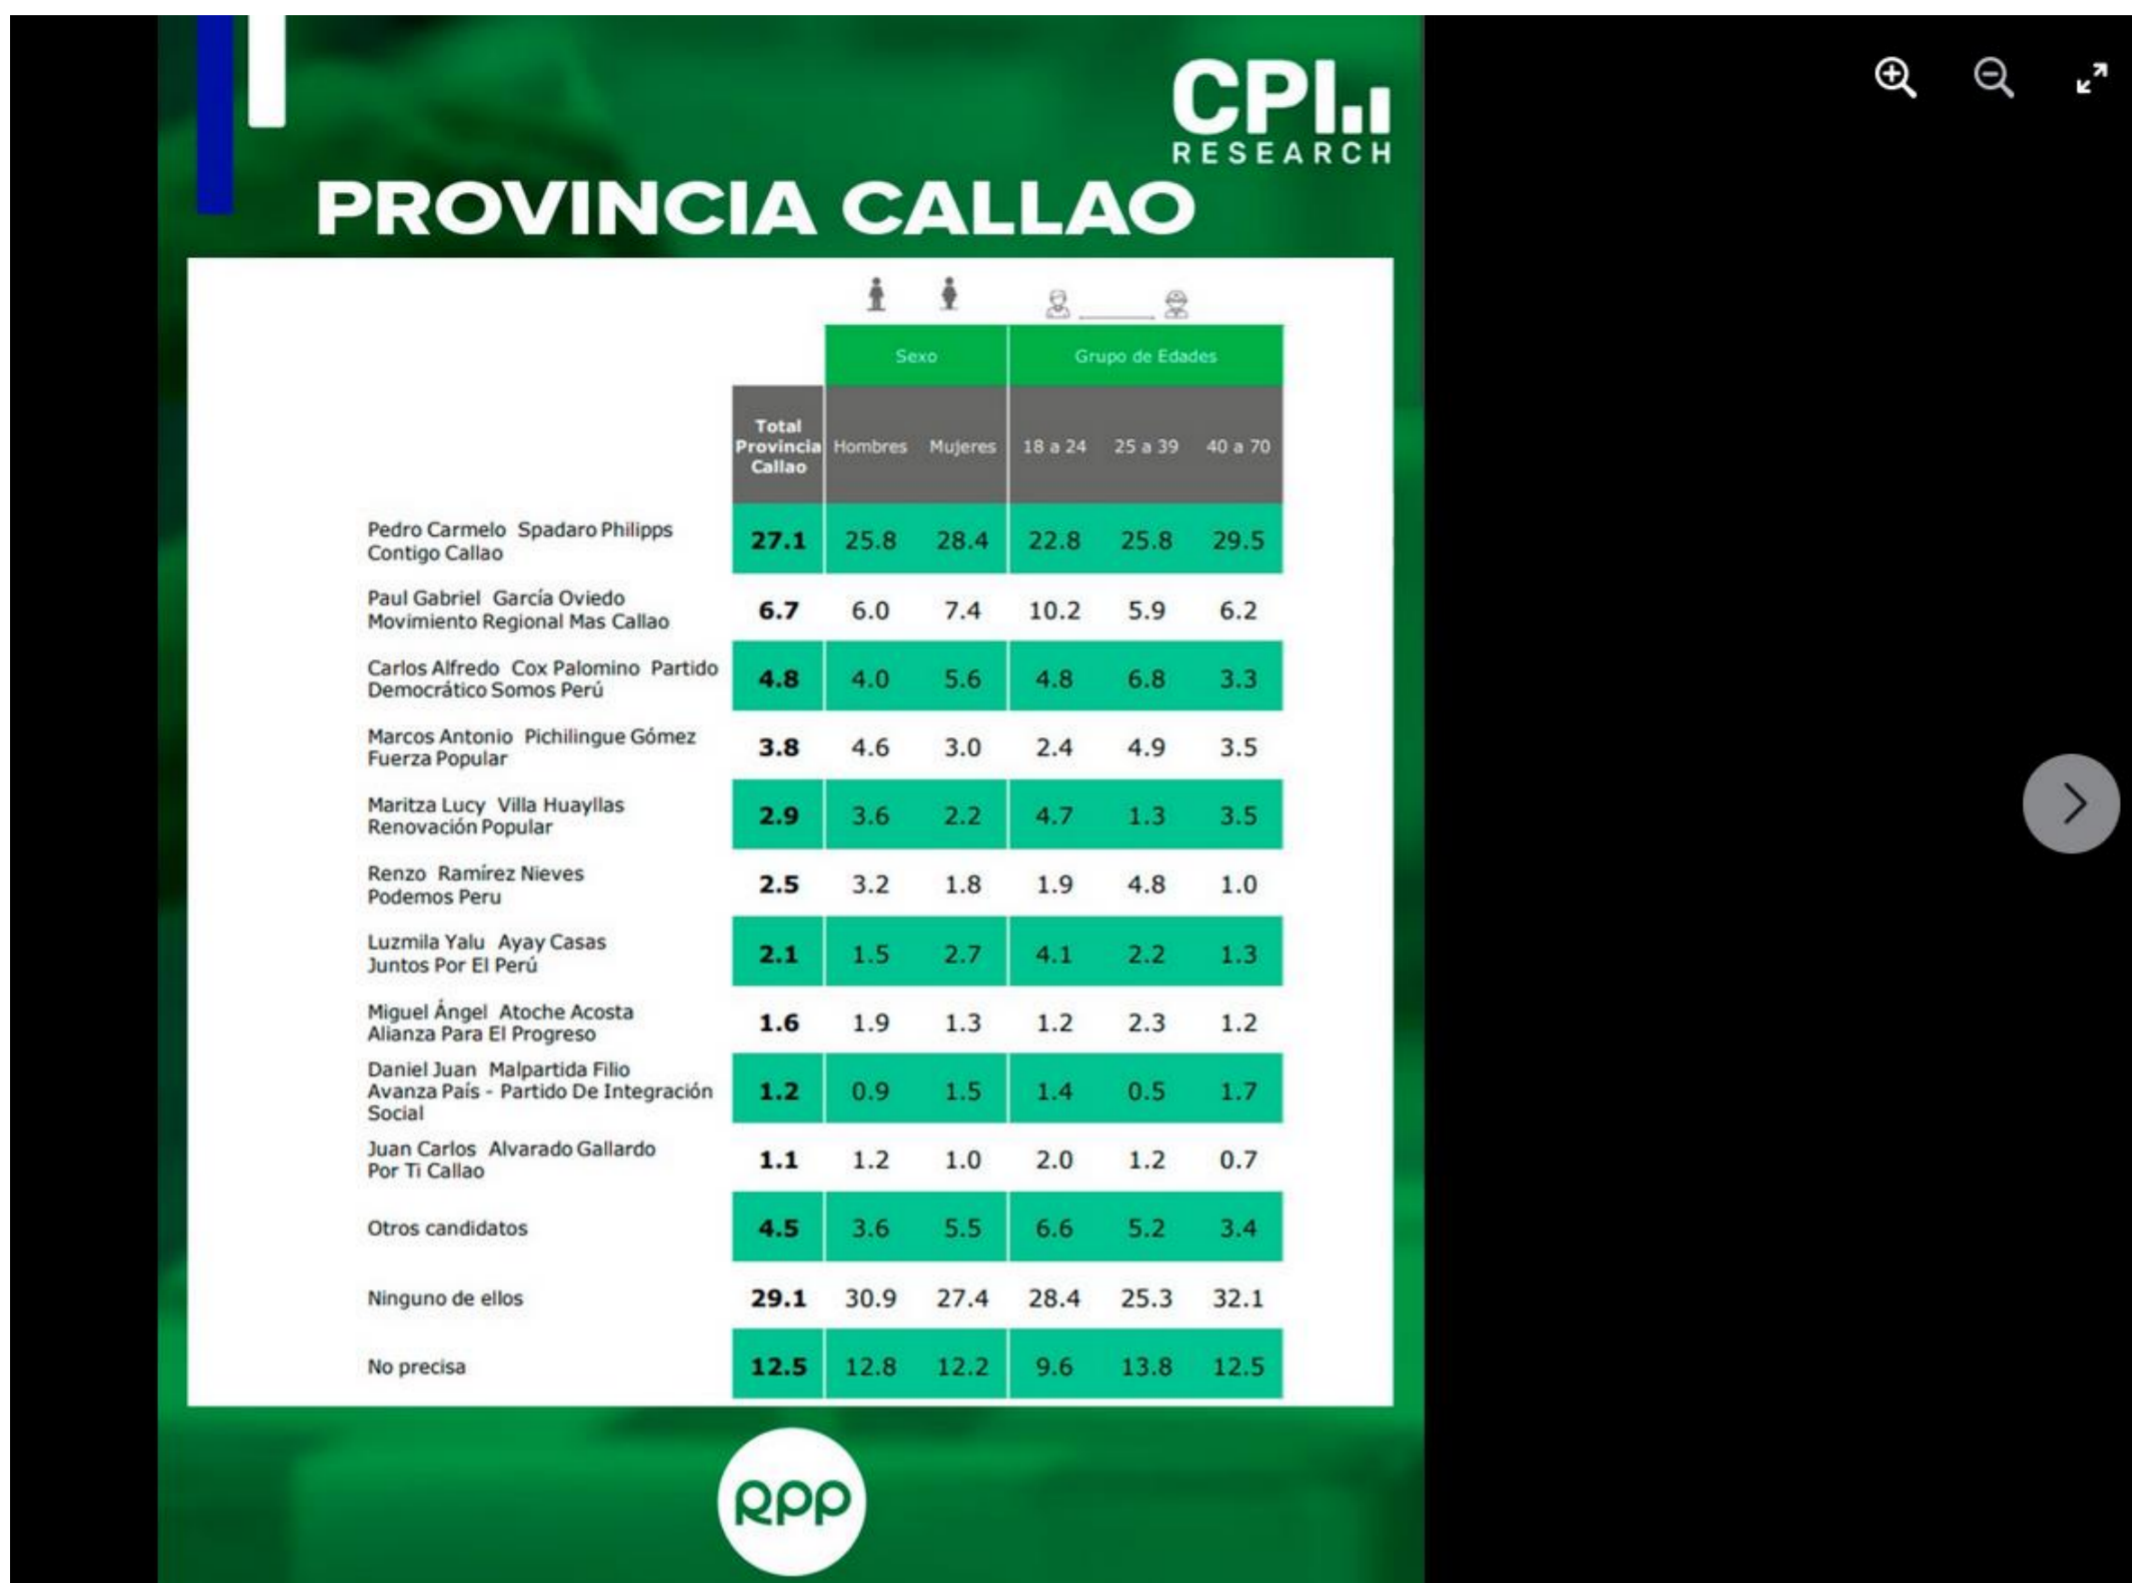 CPI
RESEARCH
PROVINCIA CALLAO
Sexo Grupo de Edades
Total
Provincia Hombres Mujeres 18 a 24 25 a 39 40 a 70
Callao
Pedro Carmelo Spadaro Philipps
Contigo Callao
27.1 25.8 28.4 22.8 25.8 29.5
Paul Gabriel García Oviedo
Movimiento Regional Mas Callao
6.7 6.0 7.4 10.2 5.9 6.2
Carlos Alfredo Cox Palomino Partido
Democrático Somos Perú
4.8 4.0 5.6 4.8 6.8 3.3
Marcos Antonio Pichilingue Gómez
Fuerza Popular
3.8 4.6 3.0 2.4 4.9 3.5
Maritza Lucy Villa Huayllas
Renovación Popular
2.9 3.6 2.2 4.7 1.3 3.5
Renzo Ramírez Nieves
Podemos Peru
2.5 3.2 1.8 1.9 4.8 1.0
Luzmila Yalu Ayay Casas
Juntos Por El Perú
2.1 1.5 2.7 4.1 2.2 1.3
Miguel Ángel Atoche Acosta
Alianza Para El Progreso
1.6 1.9 1.3 1.2 2.3 1.2
Daniel Juan Malpartida Filio
Avanza País - Partido De Integración
Social
1.2 0.9 1.5 1.4 0.5 1.7
Juan Carlos Alvarado Gallardo
Por Ti Callao
1.1 1.2 1.0 2.0 1.2 0.7
Otros candidatos 4.5 3.6 5.5 6.6 5.2 3.4
Ninguno de ellos 29.1 30.9 27.4 28.4 25.3 32.1
No precisa 12.5 12.8 12.2 9.6 13.8 12.5
RPP